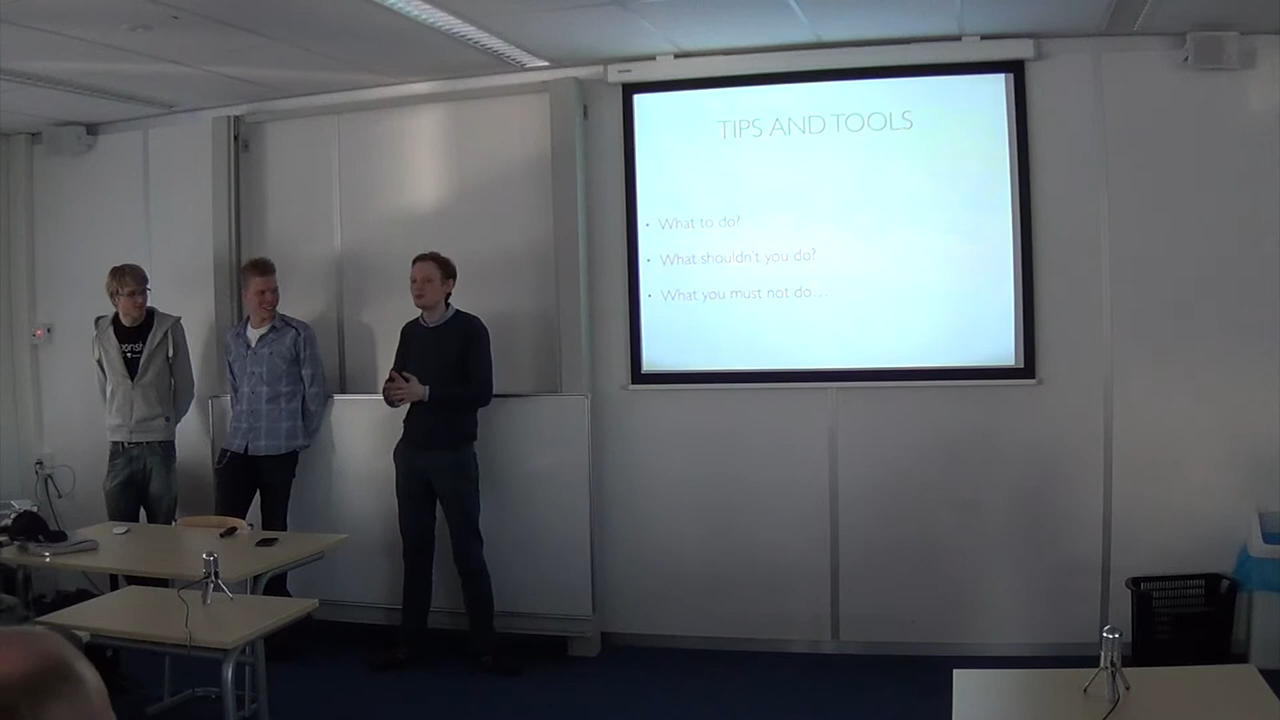 TIPS AND TOOLS
• What to do?
• What shouldn't you do?
• What you must not do...